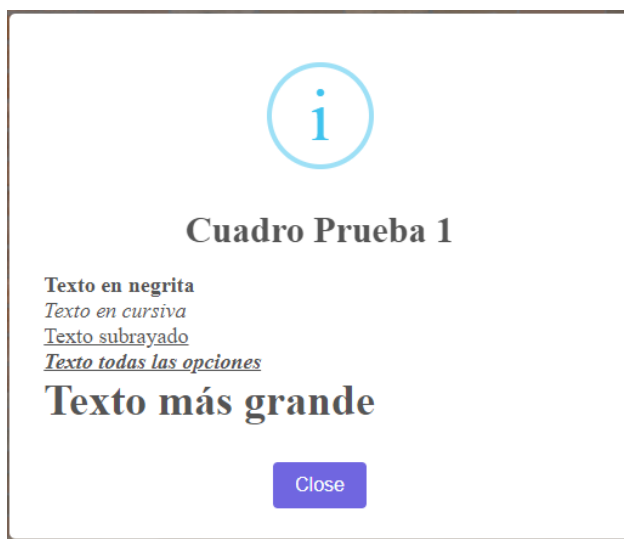 i
Cuadro Prueba 1
Texto en negrita
Texto en cursiva
Texto subrayado
Texto todas las opciones
Texto más grande
Close